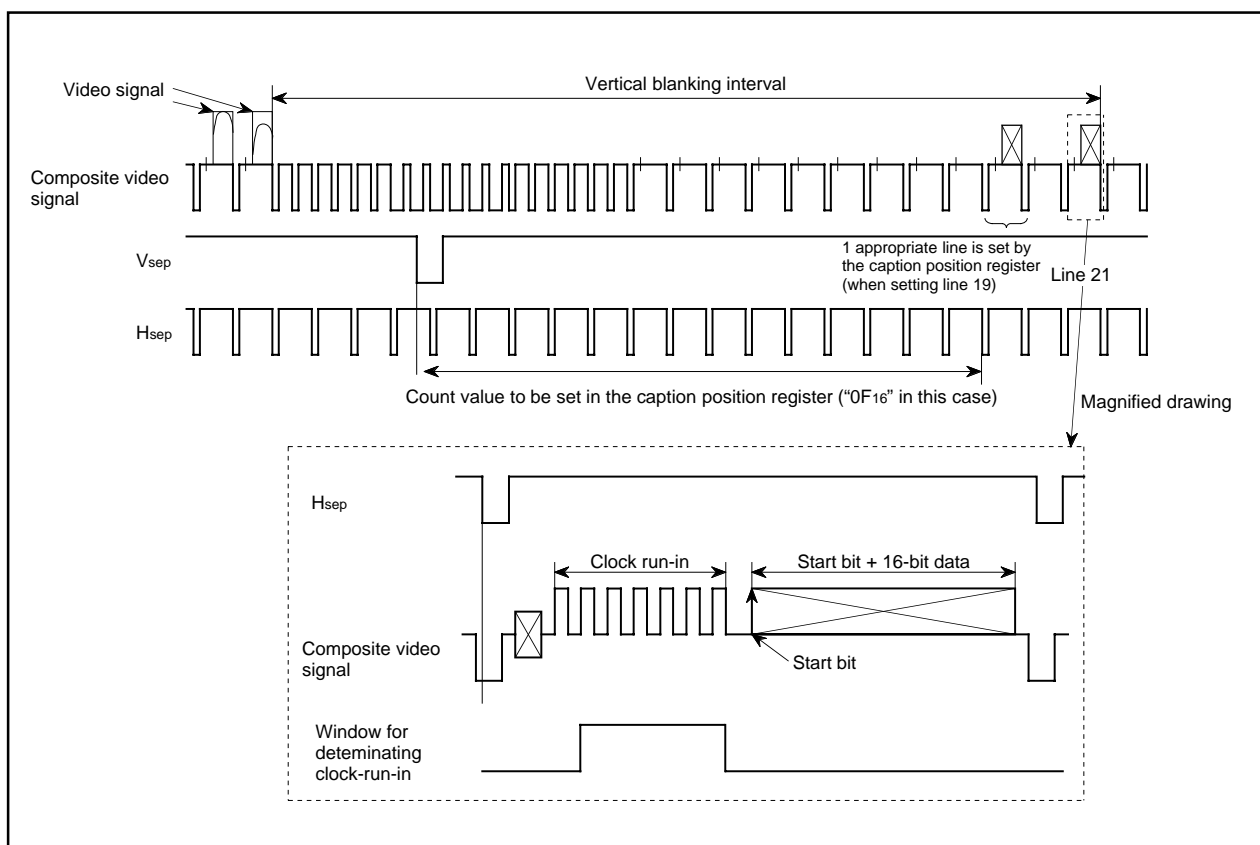 Video signal
Vertical blanking interval
Composite video
signal
Vsep
1 appropriate line is set by
the caption position register
(when setting line 19)
Line 21
Hsep
Count value to be set in the caption position register (“0F16” in this case)
Magnified drawing
Hsep
Clock run-in
Start bit + 16-bit data
Composite video
signal
Start bit
Window for
deteminating
clock-run-in